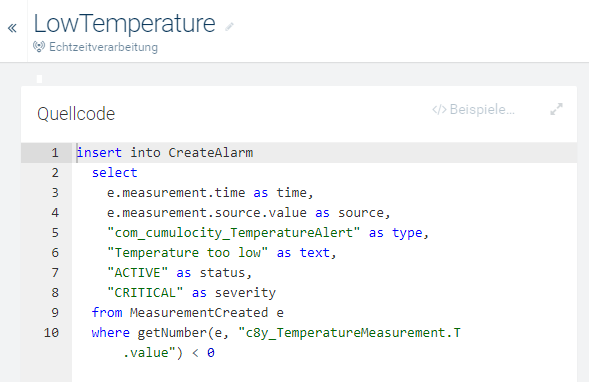 «
LowTemperature
Echtzeitverarbeitung
Quellcode
</> Beispiele...
1 insert into CreateAlarm
2 select
3 e.measurement.time as time,
4 e.measurement.source.value as source,
5 "com_cumulocity_TemperatureAlert" as type,
6 "Temperature too low" as text,
7 "ACTIVE" as status,
8 "CRITICAL" as severity
9 from MeasurementCreated e
10 where getNumber(e, "c8y_TemperatureMeasurement.T
.value") < 0